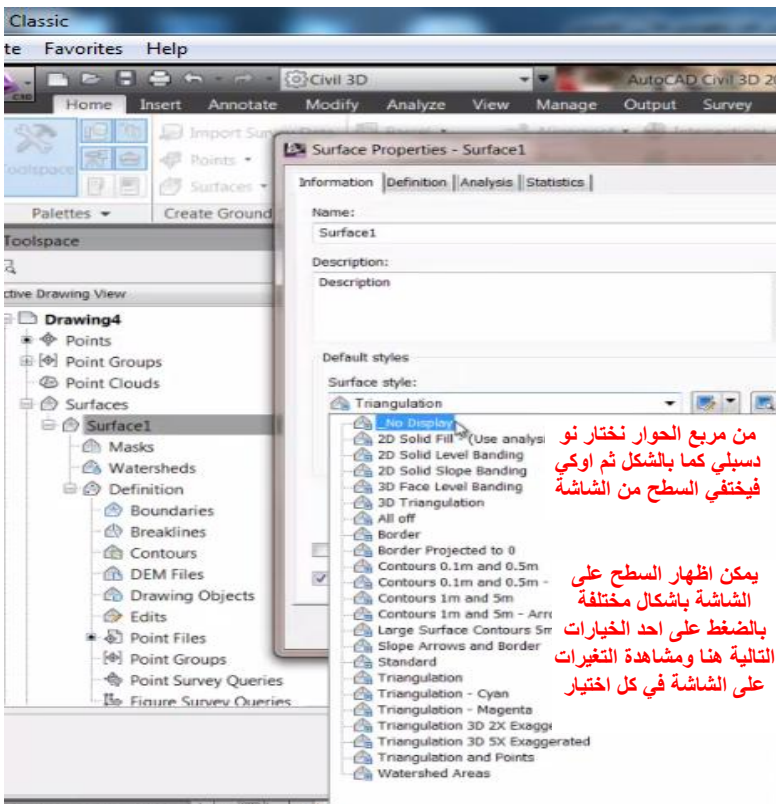 Classic
te Favorites Help
Civil 3D
AutoCAD Civil 3D 20
Home Insert Annotate Modify Analyze View Manage Output Survey
Toolspace
Import Surv
Points
Surfaces
Palettes
Create Ground
Toolspace
ctive Drawing View
Drawing4
Points
Point Groups
Point Clouds
Surfaces
Surface1
Masks
Watersheds
Definition
Boundaries
Breaklines
Contours
DEM Files
Drawing Objects
Edits
Point Files
Point Groups
Point Survey Queries
Figure Survey Queries
Surface Properties - Surface1
Information Definition Analysis Statistics
Name:
Surface1
Description:
Description
Default styles
Surface style:
Triangulation
_No Display
2D Solid Fill (Use analysi
2D Solid Level Banding
2D Solid Slope Banding
3D Face Level Banding
3D Triangulation
All off
Border
Border Projected to 0
Contours 0.1m and 0.5m
Contours 0.1m and 0.5m -
Contours 1m and 5m
Contours 1m and 5m - Arr
Large Surface Contours 5m
Slope Arrows and Border
Standard
Triangulation
Triangulation - Cyan
Triangulation - Magenta
Triangulation 3D 2X Exagge
Triangulation 3D 5X Exaggerated
Triangulation and Points
Watershed Areas
من مربع الحوار نختار نو
دسبلي كما بالشكل ثم اوكي
فيختفي السطح من الشاشة
يمكن اظهار السطح على
الشاشة باشكال مختلفة
بالضغط على احد الخيارات
التالية هنا ومشاهدة التغيرات
على الشاشة في كل اختيار